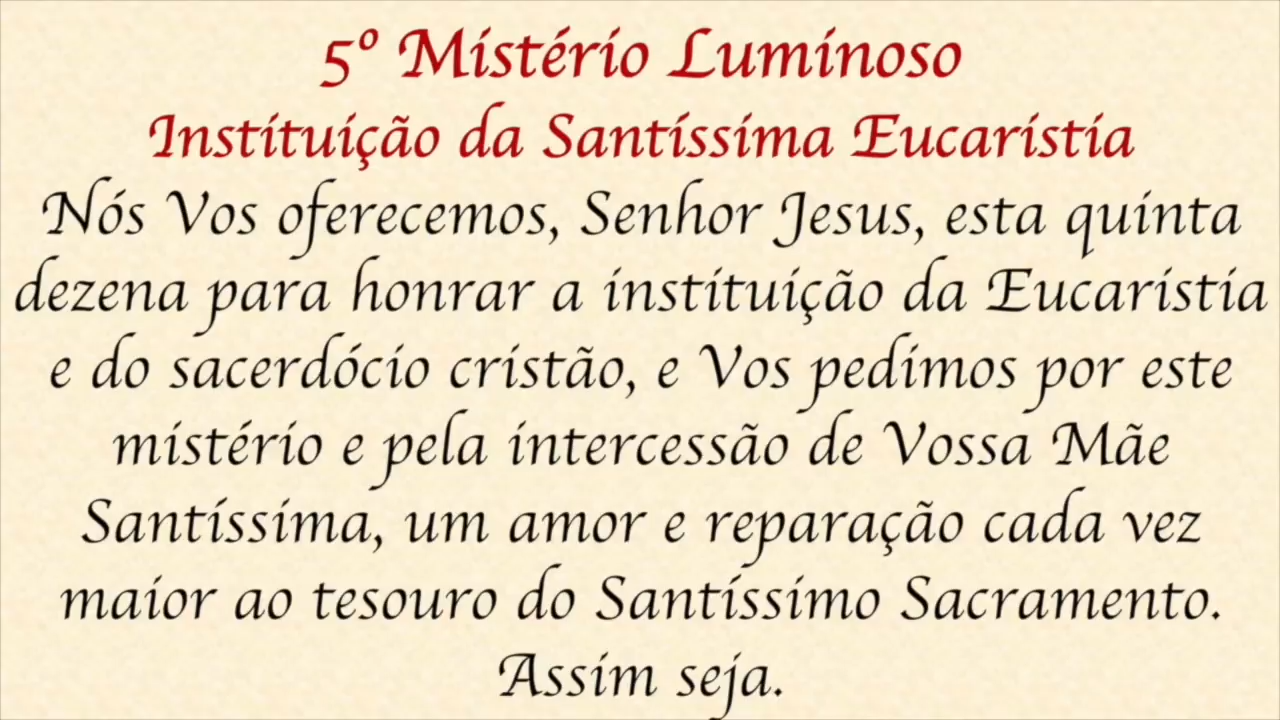 5º Mistério Luminoso
Instituição da Santíssima Eucaristia
Nós Vos oferecemos, Senhor Jesus, esta quinta
dezena para honrar a instituição da Eucaristia
e do sacerdócio cristão, e Vos pedimos por este
mistério e pela intercessão de Vossa Mãe
Santíssima, um amor e reparação cada vez
maior ao tesouro do Santíssimo Sacramento.
Assim seja.